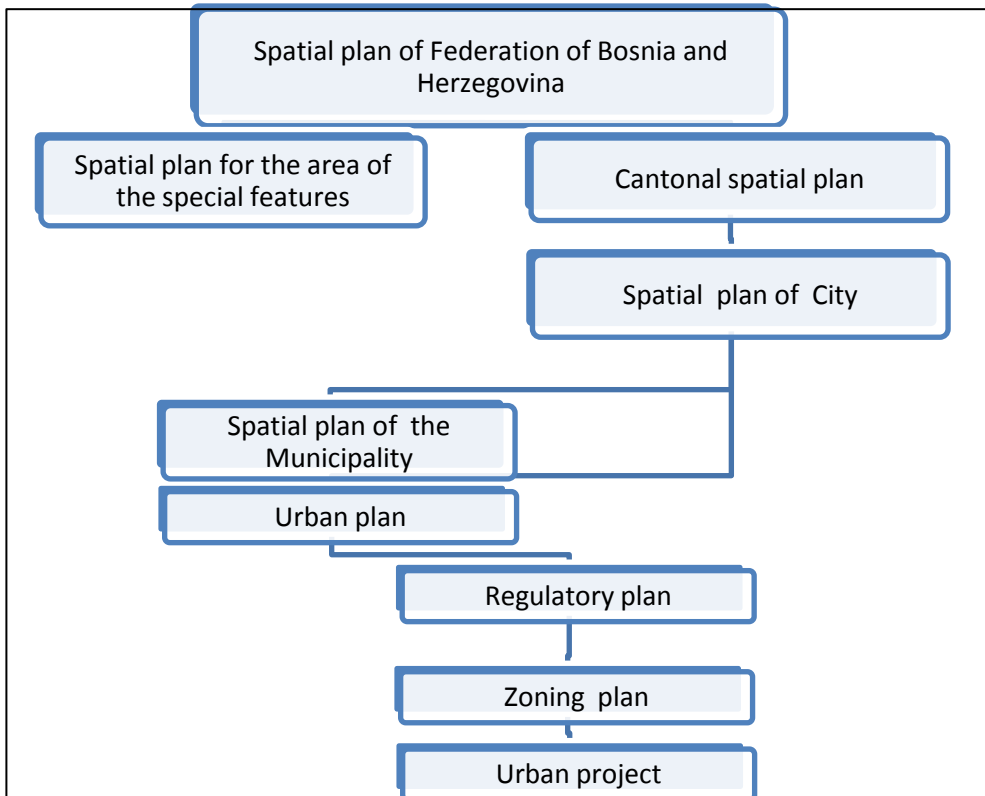 Spatial plan of Federation of Bosnia and
Herzegovina
Spatial plan for the area of
the special features
Cantonal spatial plan
Spatial plan of City
Spatial plan of the
Municipality
Urban plan
Regulatory plan
Zoning plan
Urban project